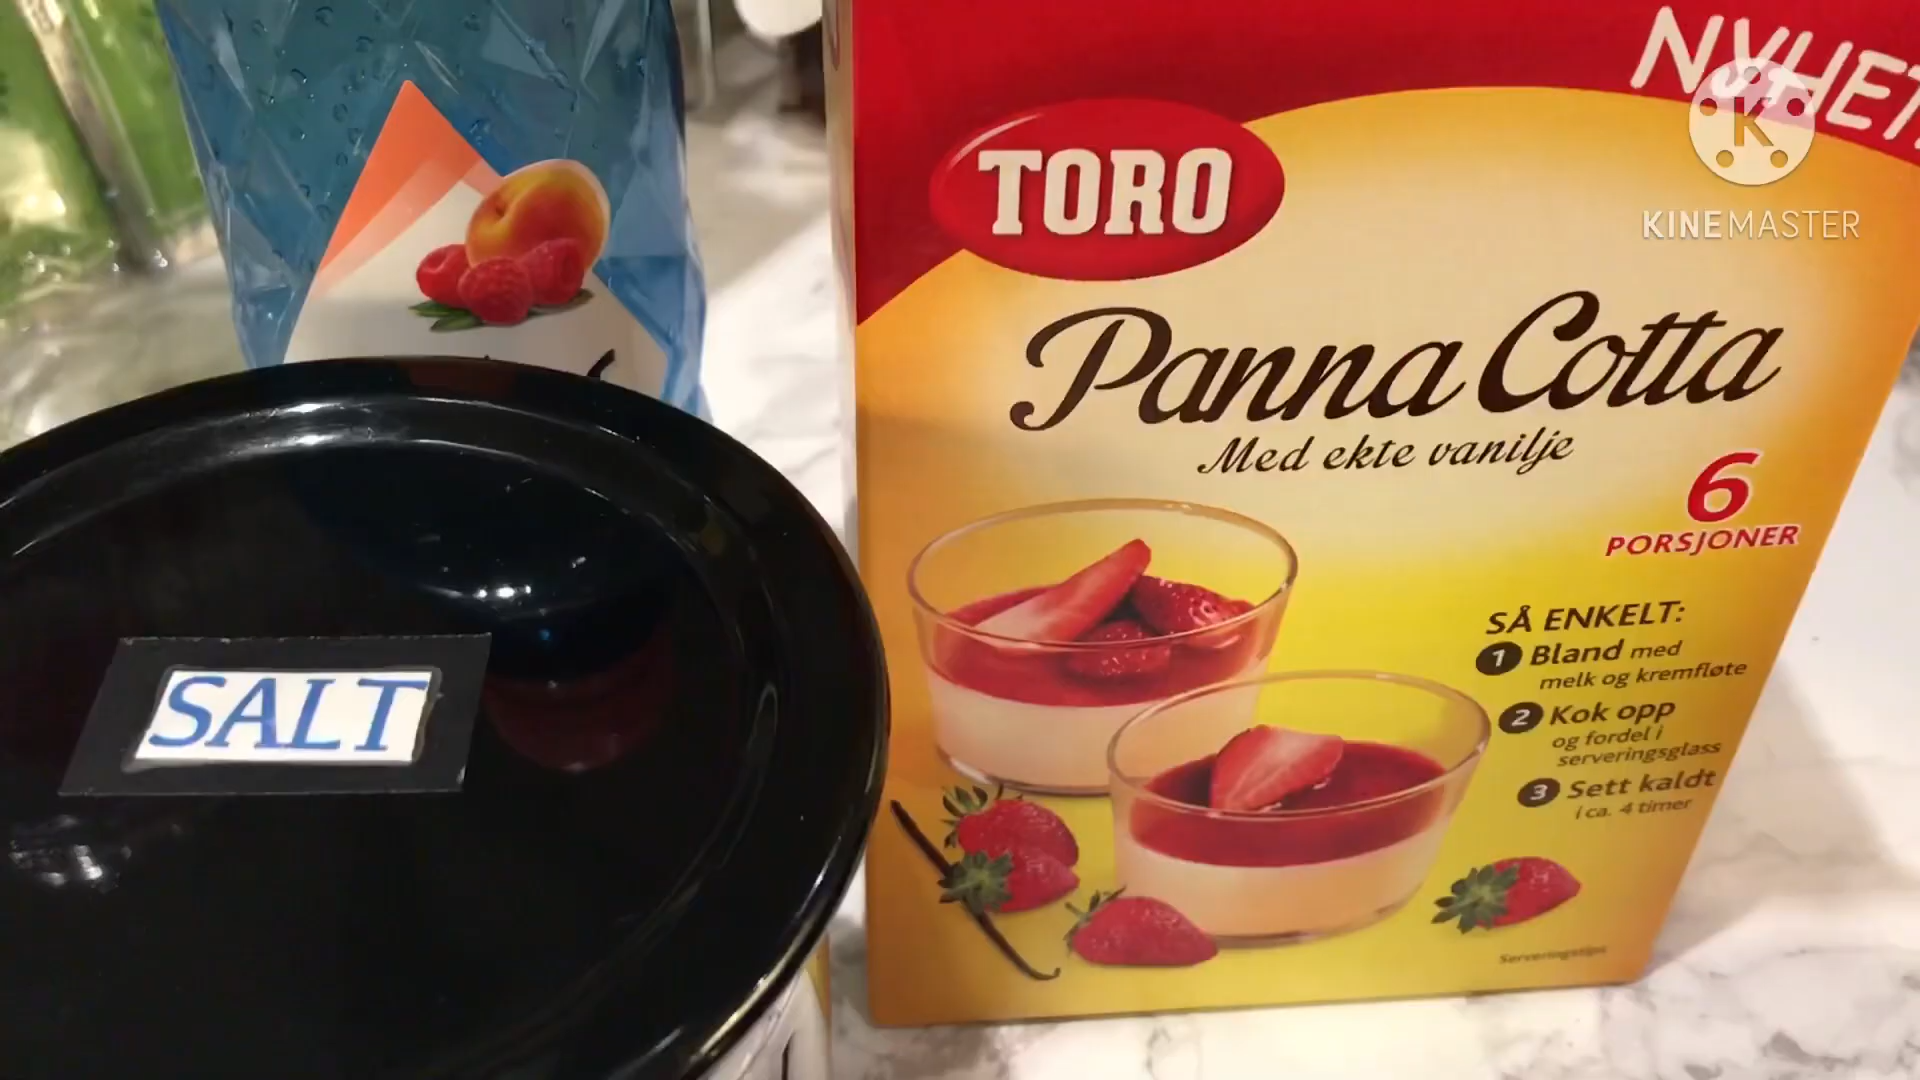 NYHET
KINEMASTER
TORO
Panna Cotta
Med ekte vanilje
6
PORSJONER
SÅ ENKELT:
1 Bland med
melk og kremfløte
2 Kok opp
og fordel i
serveringsglass
3 Sett kaldt
i ca. 4 timer
Serveringstips
SALT